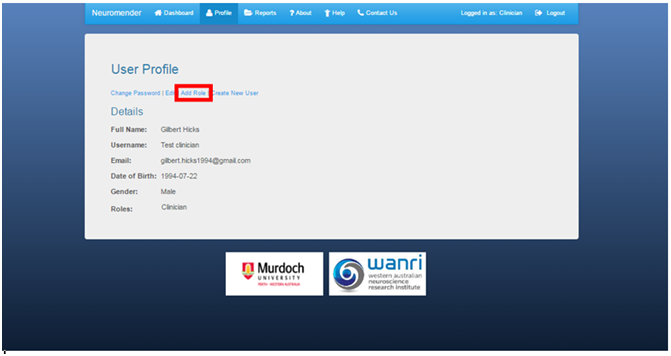 Neuromender Dashboard Profile Reports ? About Help Contact Us Logged in as: Clinician Logout
User Profile
Change Password | Edit | Add Role | Create New User
Details
Full Name: Gilbert Hicks
Username: Test clinician
Email: gilbert.hicks1994@gmail.com
Date of Birth: 1994-07-22
Gender: Male
Roles: Clinician
Murdoch
UNIVERSITY
PERTH - WESTERN AUSTRALIA
wanri
western australian
neuroscience
research institute